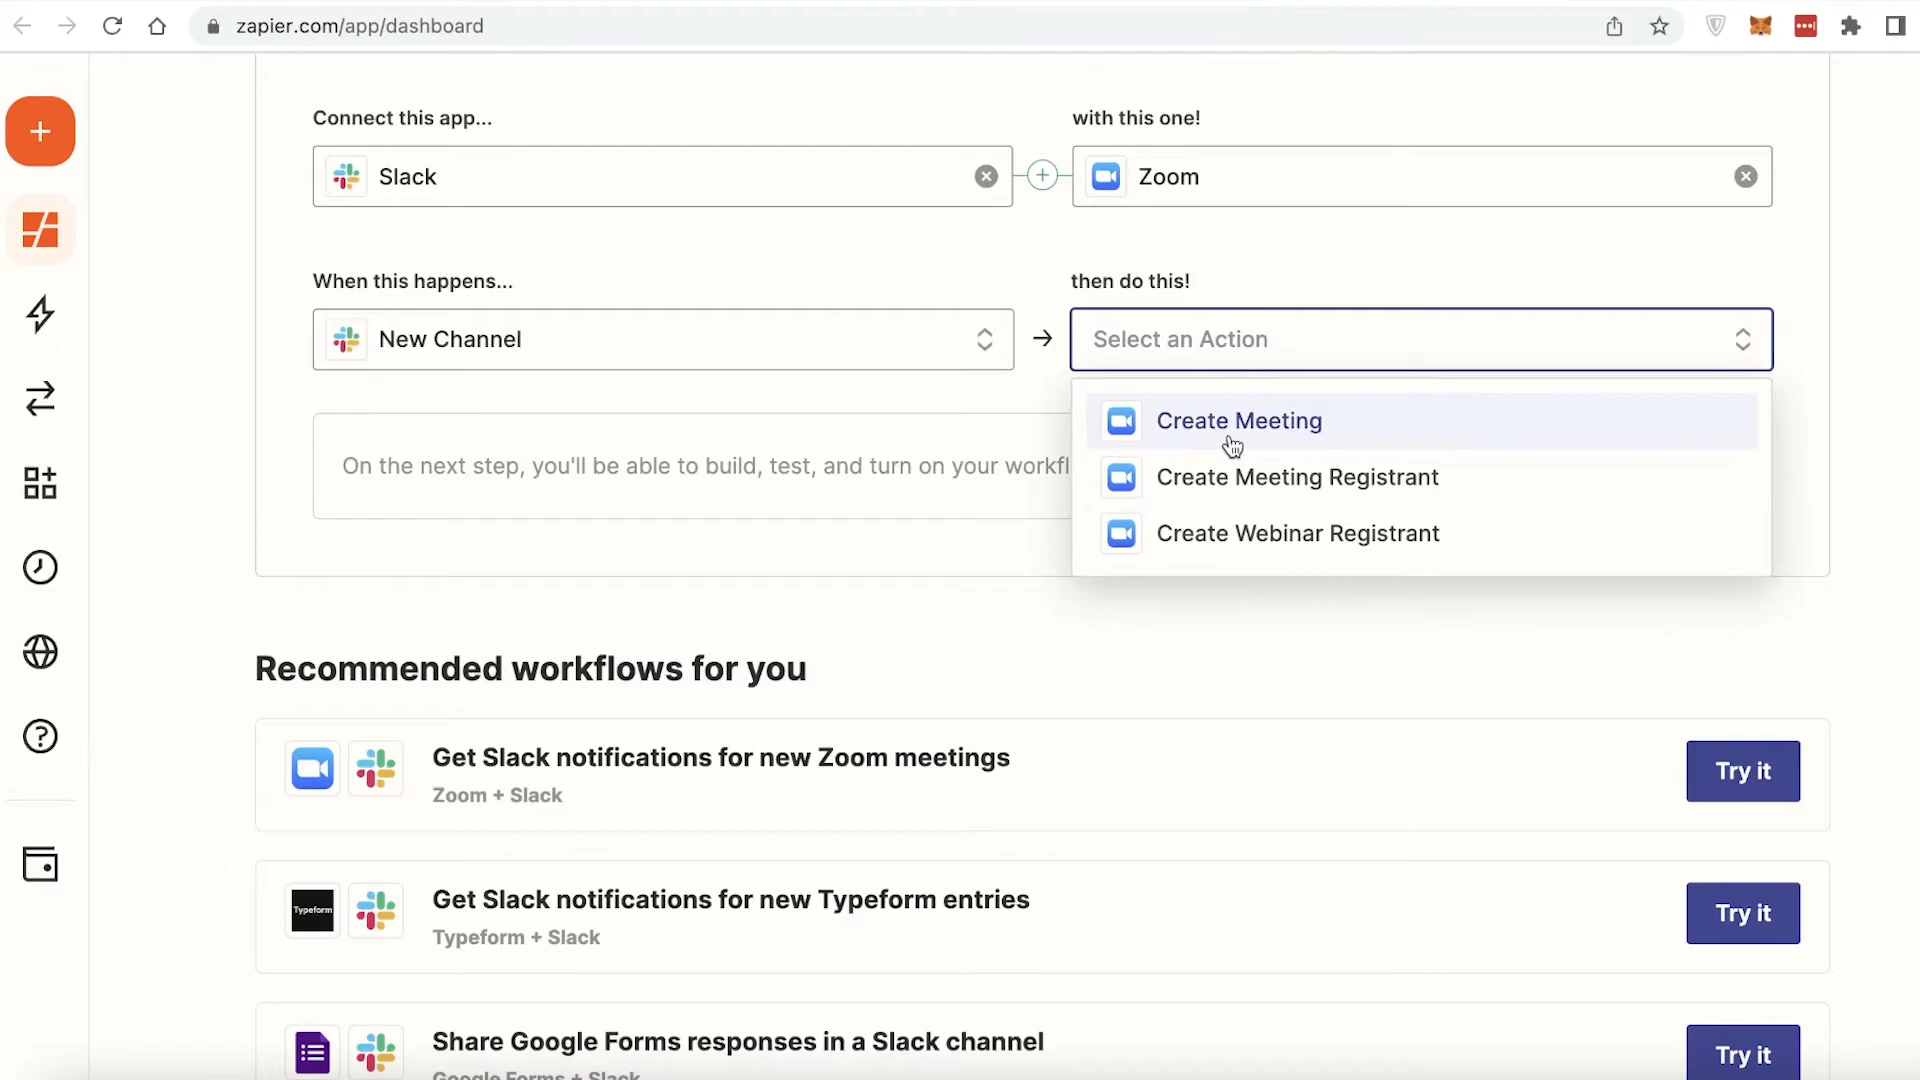 zapier.com/app/dashboard
Connect this app...
with this one!
Slack
Zoom
When this happens...
then do this!
New Channel
Select an Action
Create Meeting
On the next step, you'll be able to build, test, and turn on your workfl
Create Meeting Registrant
Create Webinar Registrant
Recommended workflows for you
Get Slack notifications for new Zoom meetings
Zoom + Slack
Try it
Typeform
Get Slack notifications for new Typeform entries
Typeform + Slack
Try it
Share Google Forms responses in a Slack channel
Google Forms + Slack
Try it